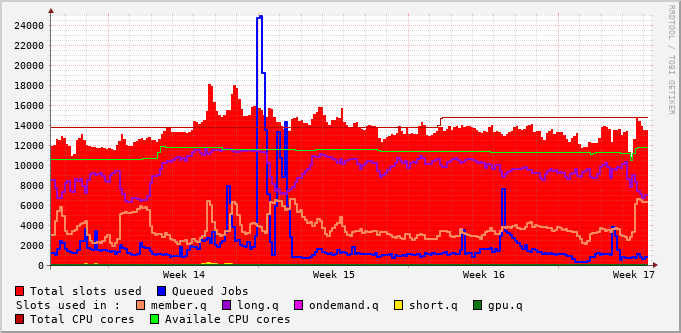 RRDTOOL / TOBI OETIKER
24000
22000
20000
18000
16000
14000
12000
10000
8000
6000
4000
2000
0
Week 14 Week 15 Week 16 Week 17
Total slots used Queued Jobs
Slots used in : member.q long.q ondemand.q short.q gpu.q
Total CPU cores Availale CPU cores